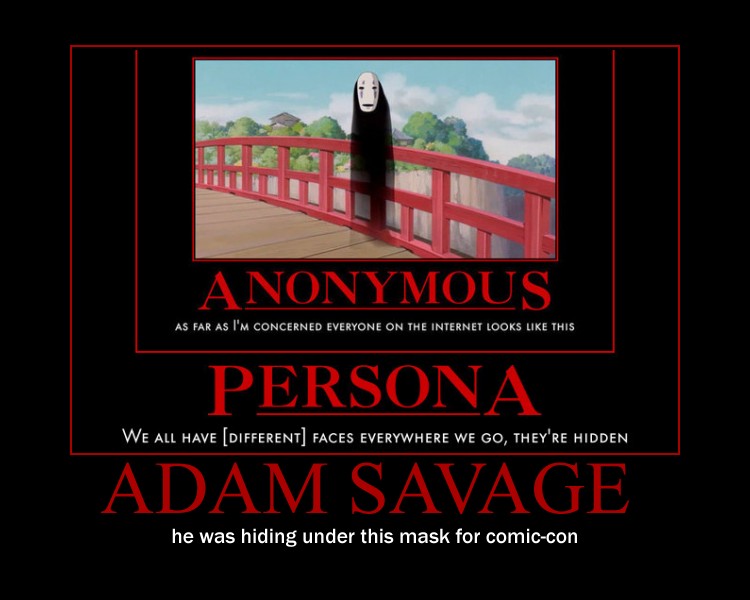 ANONYMOUS
AS FAR AS I'M CONCERNED EVERYONE ON THE INTERNET LOOKS LIKE THIS
PERSONA
WE ALL HAVE [DIFFERENT] FACES EVERYWHERE WE GO, THEY'RE HIDDEN
ADAM SAVAGE
he was hiding under this mask for comic-con